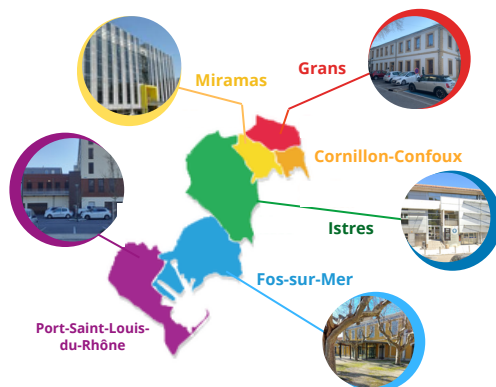 Miramas
Grans
Cornillon-Confoux
Istres
Fos-sur-Mer
Port-Saint-Louis-
du-Rhône